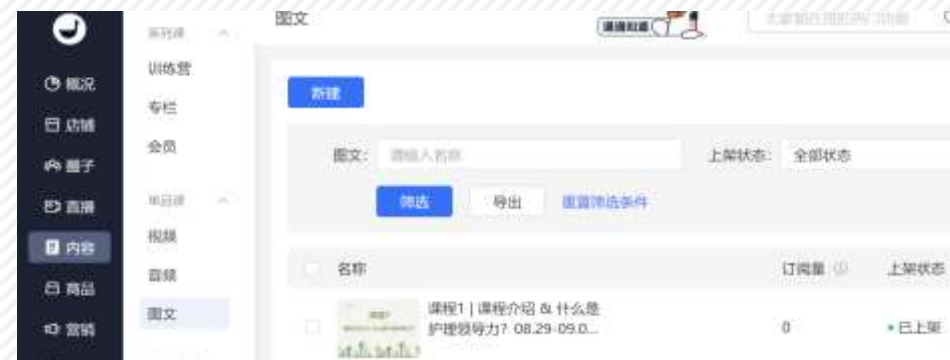 图文
系列课
训练营
专栏
会员
单品课
视频
音频
图文
概况
店铺
圈子
直播
内容
商品
营销
新建
图文: 请输入名称
上架状态: 全部状态
筛选 导出 重置筛选条件
名称 订阅量 上架状态
课程1 | 课程介绍 & 什么是
护理领导力? 08.29-09.0...
0
已上架